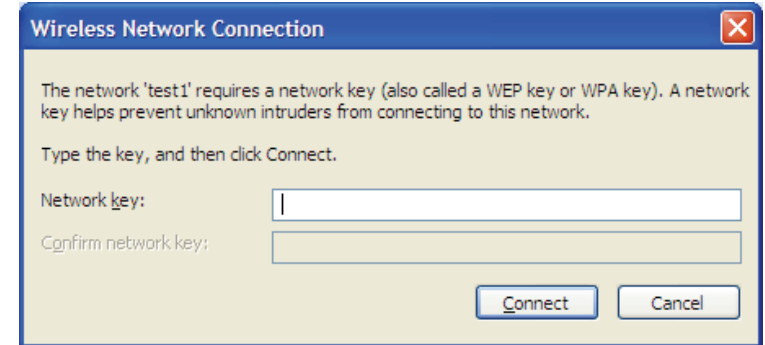 Wireless Network Connection
The network 'test1' requires a network key (also called a WEP key or WPA key). A network
key helps prevent unknown intruders from connecting to this network.
Type the key, and then click Connect.
Network key:
Confirm network key:
Connect Cancel